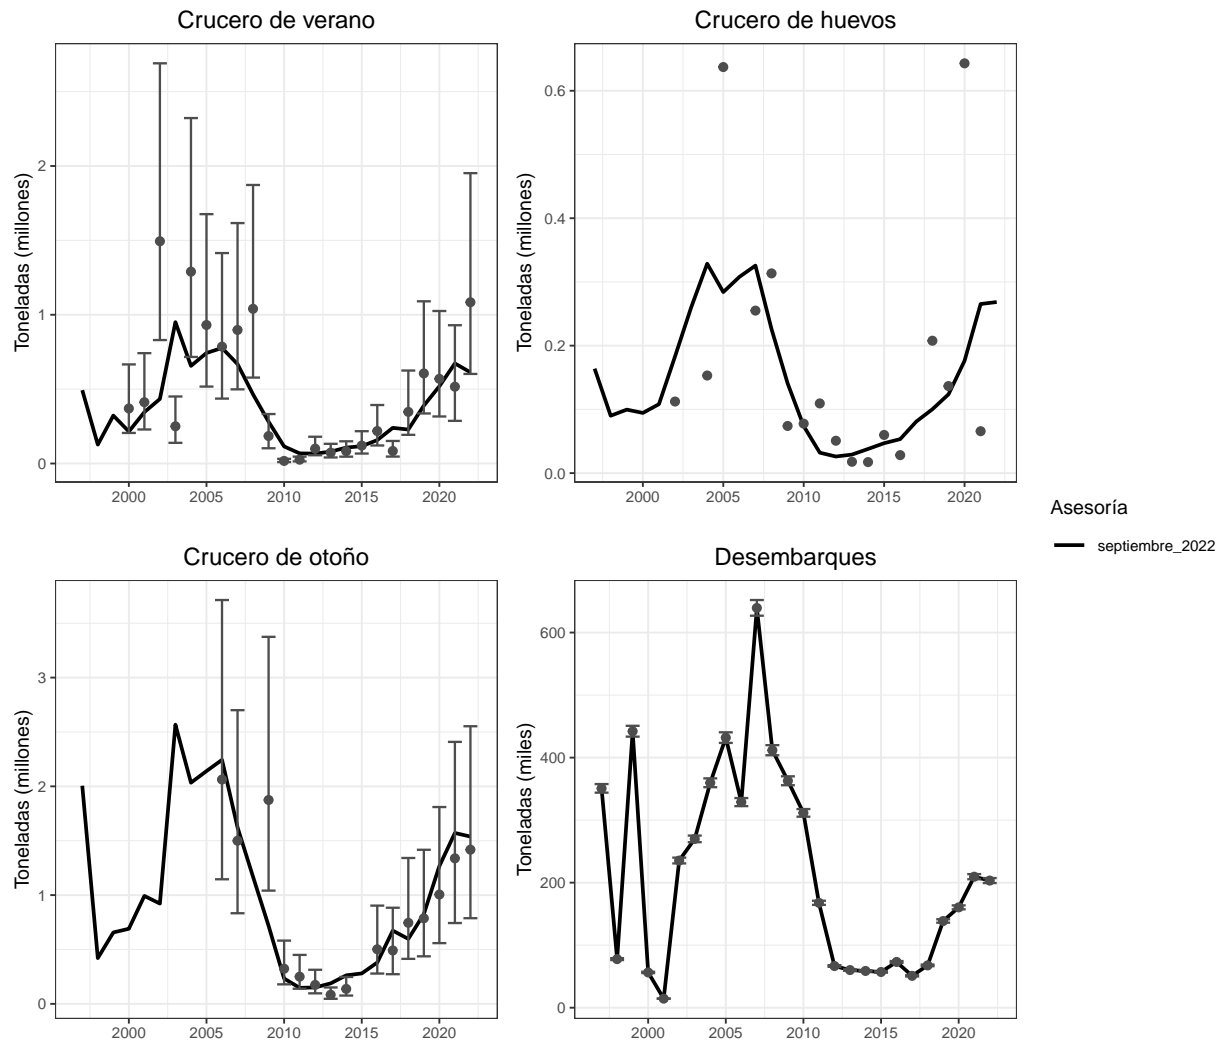 Crucero de verano
Toneladas (millones)
2
1
0
2000 2005 2010 2015 2020
Crucero de huevos
Toneladas (millones)
0.6
0.4
0.2
0.0
2000 2005 2010 2015 2020
Crucero de otoño
Toneladas (millones)
3
2
1
0
2000 2005 2010 2015 2020
Desembarques
Toneladas (miles)
600
400
200
0
2000 2005 2010 2015 2020
Asesoría
septiembre_2022